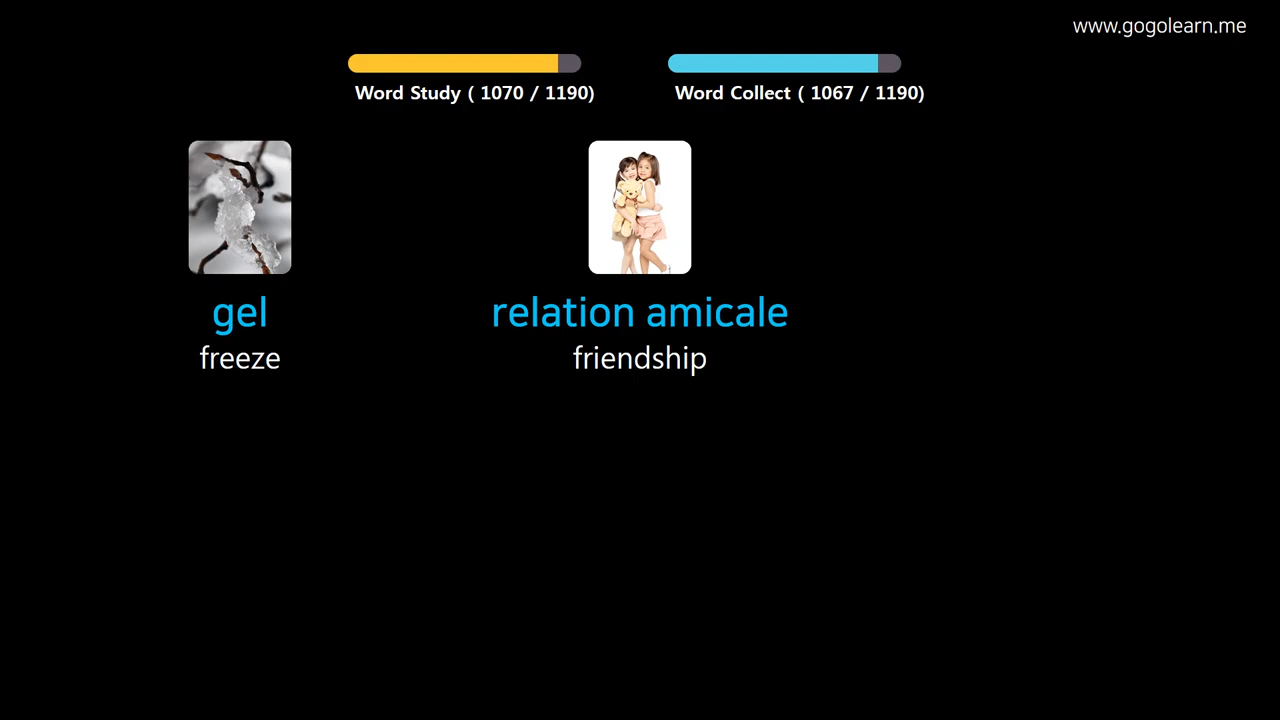 www.gogolearn.me
Word Study ( 1070 / 1190)
Word Collect ( 1067 / 1190)
gel
freeze
relation amicale
friendship